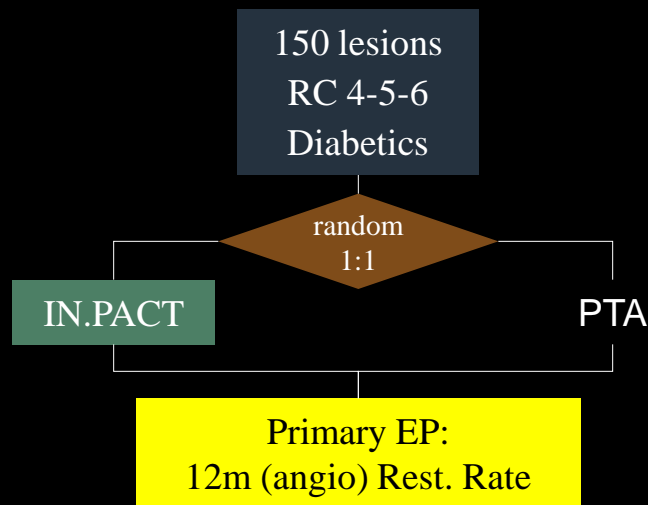 150 lesions
RC 4-5-6
Diabetics
random
1:1
IN.PACT
PTA
Primary EP:
12m (angio) Rest. Rate